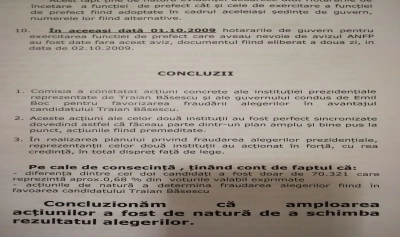 încetare a funcției de prefect cât și cele de exercitare a funcției
de prefect fiind adoptate în cadrul aceleiași ședințe de guvern,
numerele lor fiind alternative.
10. În aceeasi dată 01.10.2009 hotararile de guvern pentru
exercitarea funcției de prefect care aveau nevoie de avizul ANFP
au fost date fara acest aviz, documentul fiind eliberat a doua zi, in
data de 02.10.2009.
CONCLUZII
1. Comisia a constatat acțiuni concrete ale instituției prezidențiale
reprezentate de Traian Băsescu și ale guvernului condus de Emil
Boc pentru favorizarea fraudării alegerilor în avantajul
candidatului Traian Băsescu.
2. Aceste acțiuni ale celor două instituții au fost perfect sincronizate
dovedind astfel că făceau parte dintr-un plan amplu și bine pus la
punct, acțiunile fiind premeditate.
3. În realizarea planului privind fraudarea alegerilor prezidențiale,
reprezentanții celor două instituții au acționat în forță, cu rea
credință, în total dispreț față de lege.
Pe cale de consecință, ținând cont de faptul că:
- diferența dintre cei doi candidați a fost doar de 70.321 care
reprezintă aprox.0,68 % din voturile valabil exprimate
- acțiunile de natură a determina fraudarea alegerilor fiind în
favoarea candidatului Traian Băsescu
Concluzionăm că amploarea
acțiunilor a fost de natură de a schimba
rezultatul alegerilor.